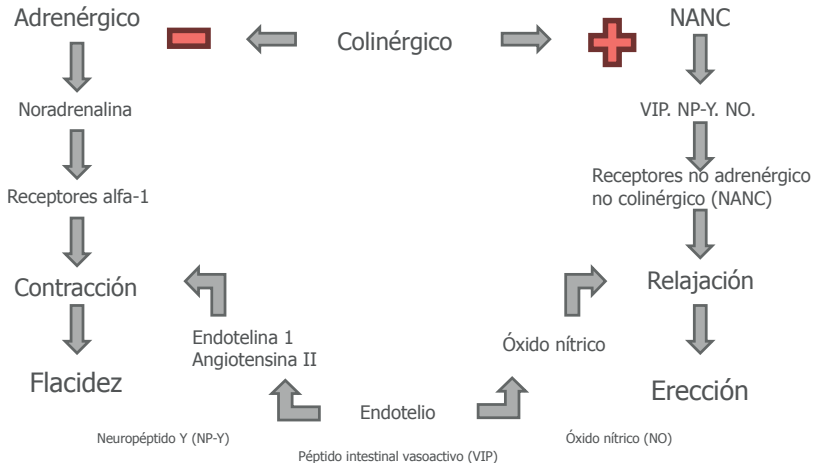 Adrenérgico
Colinérgico
NANC
Noradrenalina
VIP. NP-Y. NO.
Receptores alfa-1
Receptores no adrenérgico
no colinérgico (NANC)
Contracción
Relajación
Endotelina 1
Angiotensina II
Óxido nítrico
Flacidez
Endotelio
Erección
Neuropéptido Y (NP-Y)
Óxido nítrico (NO)
Péptido intestinal vasoactivo (VIP)